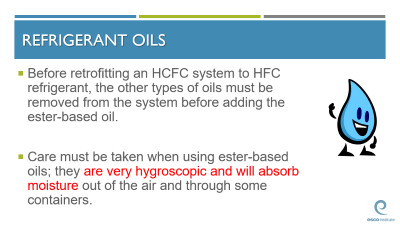 REFRIGERANT OILS
Before retrofitting an HCFC system to HFC
refrigerant, the other types of oils must be
removed from the system before adding the
ester-based oil.
Care must be taken when using ester-based
oils; they are very hygroscopic and will absorb
moisture out of the air and through some
containers.